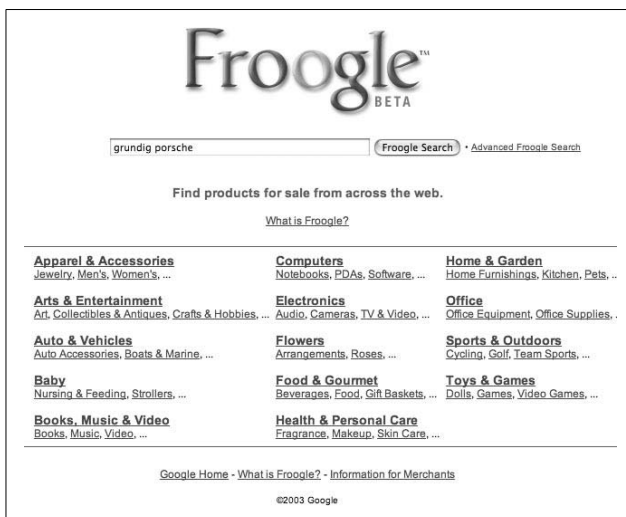 Froogle™
BETA
grundig porsche Froogle Search • Advanced Froogle Search
Find products for sale from across the web.
What is Froogle?
Apparel & Accessories
Jewelry, Men's, Women's, ...
Computers
Notebooks, PDAs, Software, ...
Home & Garden
Home Furnishings, Kitchen, Pets, ..
Arts & Entertainment
Art, Collectibles & Antiques, Crafts & Hobbies, ...
Electronics
Audio, Cameras, TV & Video, ...
Office
Office Equipment, Office Supplies, .
Auto & Vehicles
Auto Accessories, Boats & Marine, ...
Flowers
Arrangements, Roses, ...
Sports & Outdoors
Cycling, Golf, Team Sports, ...
Baby
Nursing & Feeding, Strollers, ...
Food & Gourmet
Beverages, Food, Gift Baskets, ...
Toys & Games
Dolls, Games, Video Games, ...
Books, Music & Video
Books, Music, Video, ...
Health & Personal Care
Fragrance, Makeup, Skin Care, ...
Google Home - What is Froogle? - Information for Merchants
©2003 Google